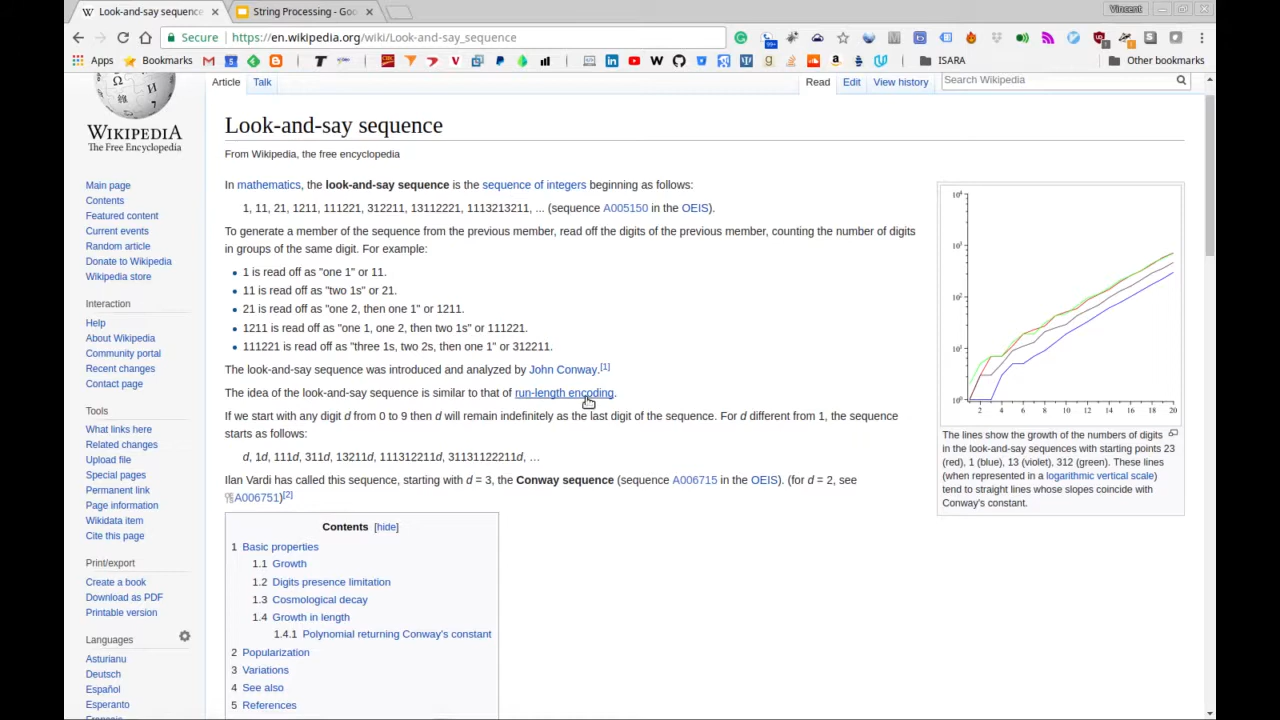 Look-and-say sequence
String Processing - Goo
Vincent
Secure
https://en.wikipedia.org/wiki/Look-and-say_sequence
Apps
Bookmarks
ISARA
Other bookmarks
WIKIPEDIA
The Free Encyclopedia
Main page
Contents
Featured content
Current events
Random article
Donate to Wikipedia
Wikipedia store
Interaction
Help
About Wikipedia
Community portal
Recent changes
Contact page
Tools
What links here
Related changes
Upload file
Special pages
Permanent link
Page information
Wikidata item
Cite this page
Print/export
Create a book
Download as PDF
Printable version
Languages
Asturianu
Deutsch
Español
Esperanto
Article Talk
Read Edit View history
Search Wikipedia
Look-and-say sequence
From Wikipedia, the free encyclopedia
In mathematics, the look-and-say sequence is the sequence of integers beginning as follows:
1, 11, 21, 1211, 111221, 312211, 13112221, 1113213211, ... (sequence A005150 in the OEIS).
To generate a member of the sequence from the previous member, read off the digits of the previous member, counting the number of digits
in groups of the same digit. For example:
• 1 is read off as "one 1" or 11.
• 11 is read off as "two 1s" or 21.
• 21 is read off as "one 2, then one 1" or 1211.
• 1211 is read off as "one 1, one 2, then two 1s" or 111221.
• 111221 is read off as "three 1s, two 2s, then one 1" or 312211.
The look-and-say sequence was introduced and analyzed by John Conway.[1]
The idea of the look-and-say sequence is similar to that of run-length encoding.
If we start with any digit d from 0 to 9 then d will remain indefinitely as the last digit of the sequence. For d different from 1, the sequence
starts as follows:
d, 1d, 111d, 311d, 13211d, 111312211d, 31131122211d, …
Ilan Vardi has called this sequence, starting with d = 3, the Conway sequence (sequence A006715 in the OEIS). (for d = 2, see
A006751)[2]
Contents [hide]
1 Basic properties
1.1 Growth
1.2 Digits presence limitation
1.3 Cosmological decay
1.4 Growth in length
1.4.1 Polynomial returning Conway's constant
2 Popularization
3 Variations
4 See also
5 References
10⁴
10³
10²
10¹
10⁰
2 4 6 8 10 12 14 16 18 20
The lines show the growth of the numbers of digits
in the look-and-say sequences with starting points 23
(red), 1 (blue), 13 (violet), 312 (green). These lines
(when represented in a logarithmic vertical scale)
tend to straight lines whose slopes coincide with
Conway's constant.